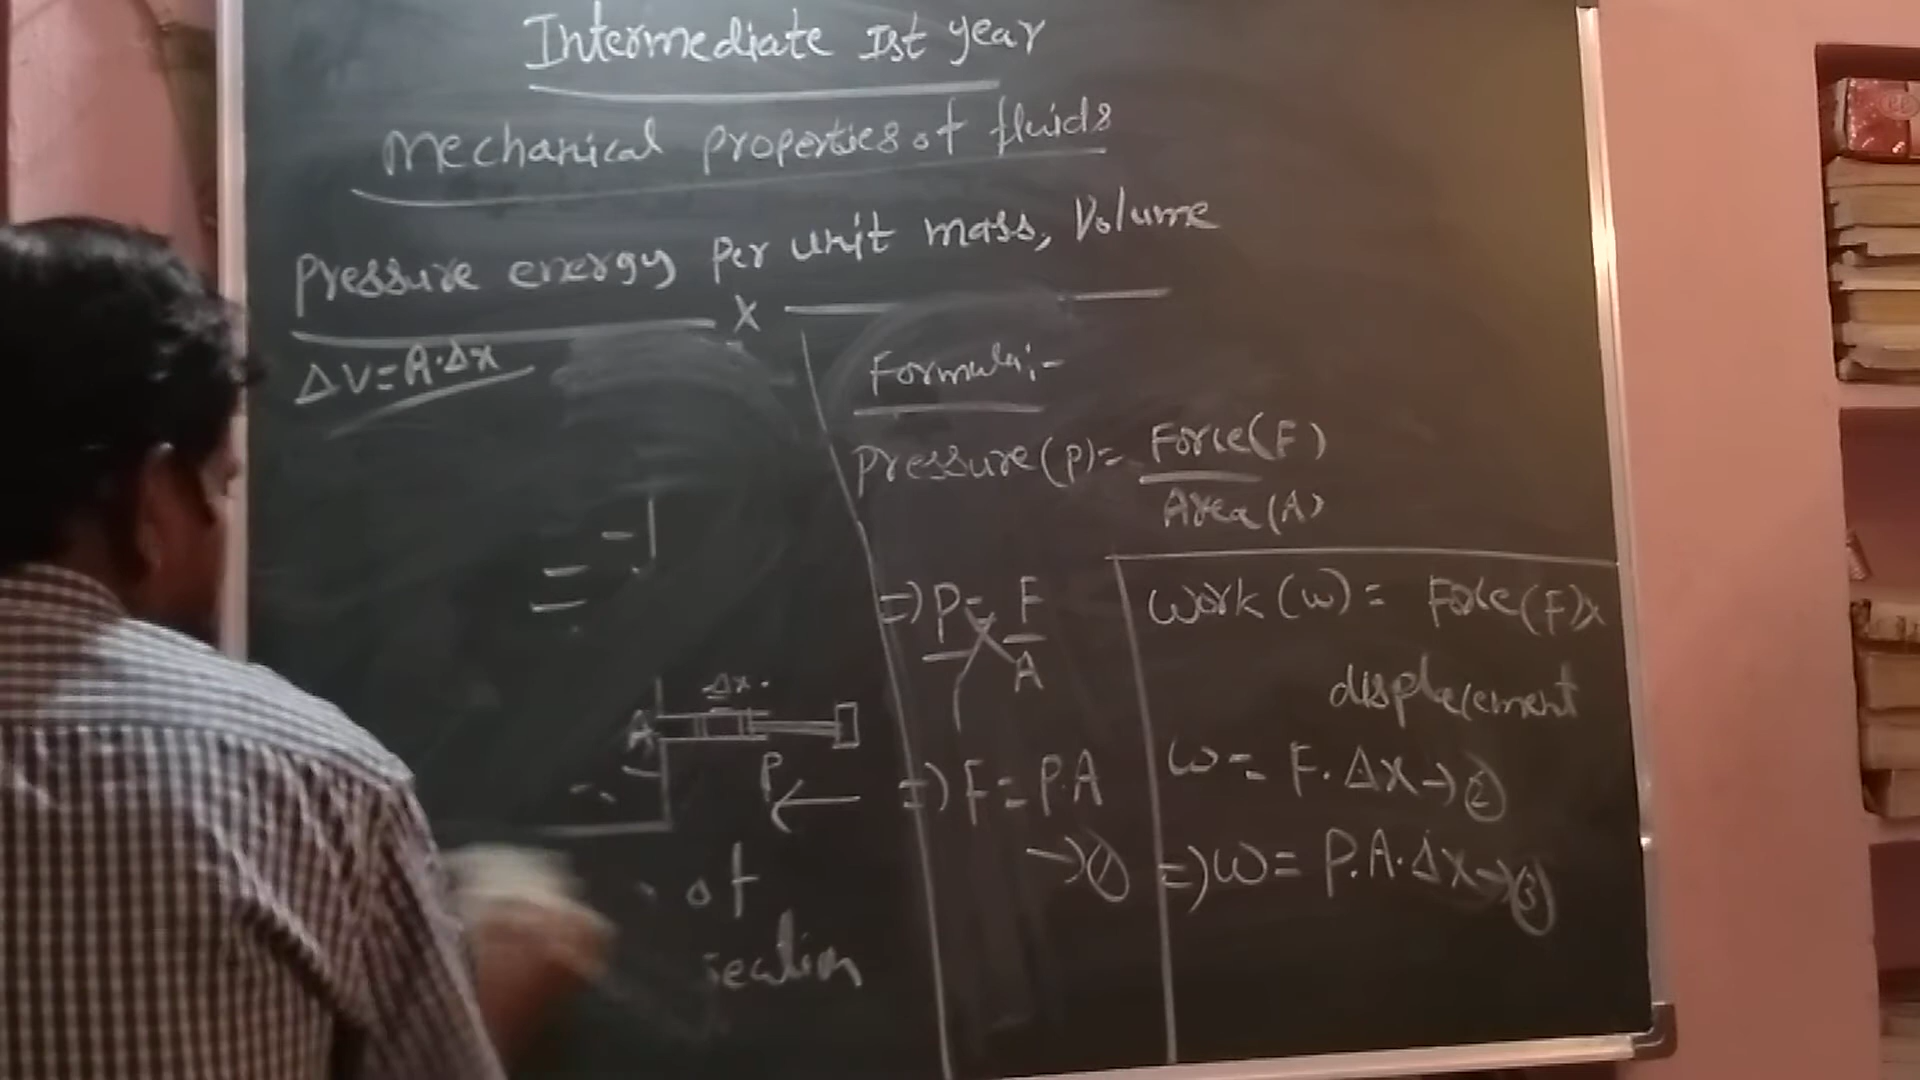 Intermediate Ist year
Mechanical properties of fluids
Pressure energy per unit mass, Volume
x
ΔV=A.Δx
Formula:-
Pressure(P)= Force(F)
Area(A)
=) P= F
A
=) F=P.A
→①
Work(W)= Force(F)x
displacement
W= F.Δx→②
=) W= P.A.Δx→③
Δx.
A
P
of
section